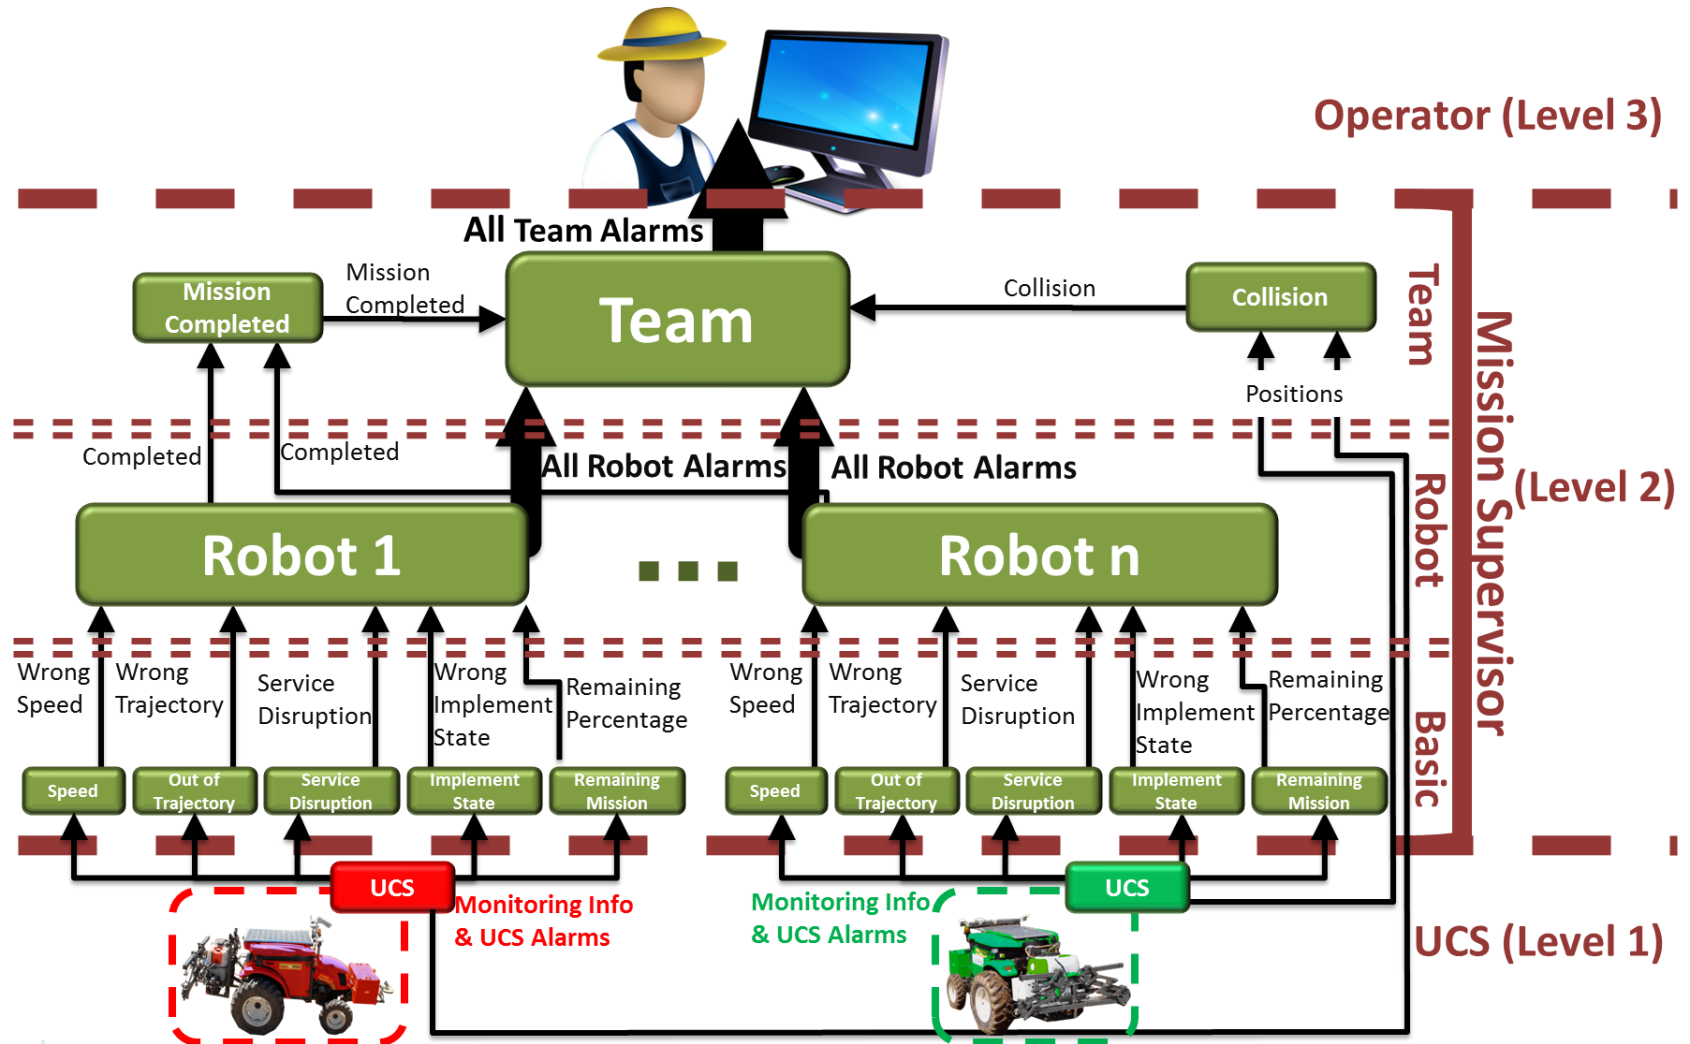 Operator (Level 3)
All Team Alarms
Mission
Completed
Mission
Completed
Team
Collision
Collision
Team
Positions
Mission Supervisor
(Level 2)
Completed
Completed
All Robot Alarms
All Robot Alarms
Robot
Robot 1
...
Robot n
Wrong
Speed
Wrong
Trajectory
Service
Disruption
Wrong
Implement
State
Remaining
Percentage
Wrong
Speed
Wrong
Trajectory
Service
Disruption
Wrong
Implement
State
Remaining
Percentage
Basic
Speed
Out of
Trajectory
Service
Disruption
Implement
State
Remaining
Mission
Speed
Out of
Trajectory
Service
Disruption
Implement
State
Remaining
Mission
UCS
Monitoring Info
& UCS Alarms
Monitoring Info
& UCS Alarms
UCS
UCS (Level 1)